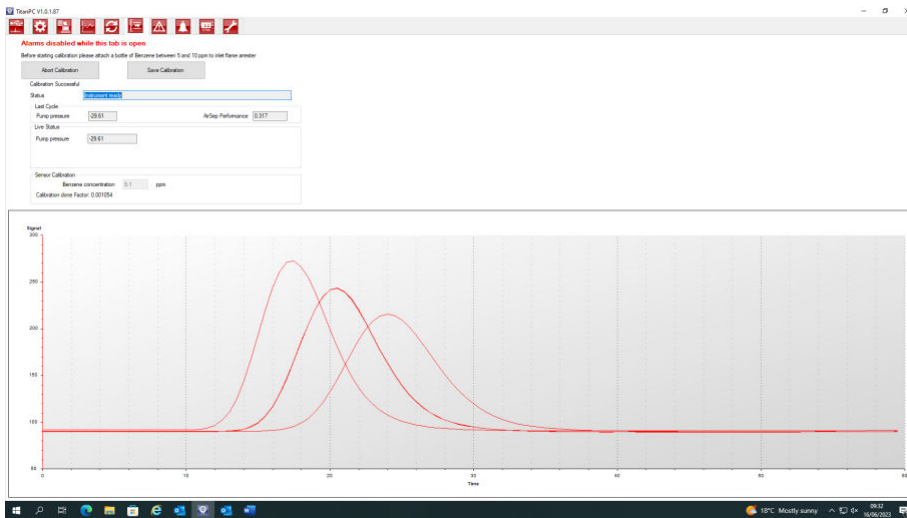 TitanPC V1.0.1.87
Alarms disabled while this tab is open
Before starting calibration please attach a bottle of Benzene between 5 and 10 ppm to inlet flame arrester
Abort Calibration Save Calibration
Calibration Successful
Status Instrument ready
Last Cycle
Pump pressure -29.61 AirSep Performance 0.317
Live Status
Pump pressure -29.61
Sensor Calibration
Benzene concentration 0.1 ppm
Calibration done Factor: 0.001054
Signal
300
250
200
150
100
50
0 10 20 30 40 50 60
Time
18°C Mostly sunny 09:32
16/06/2023